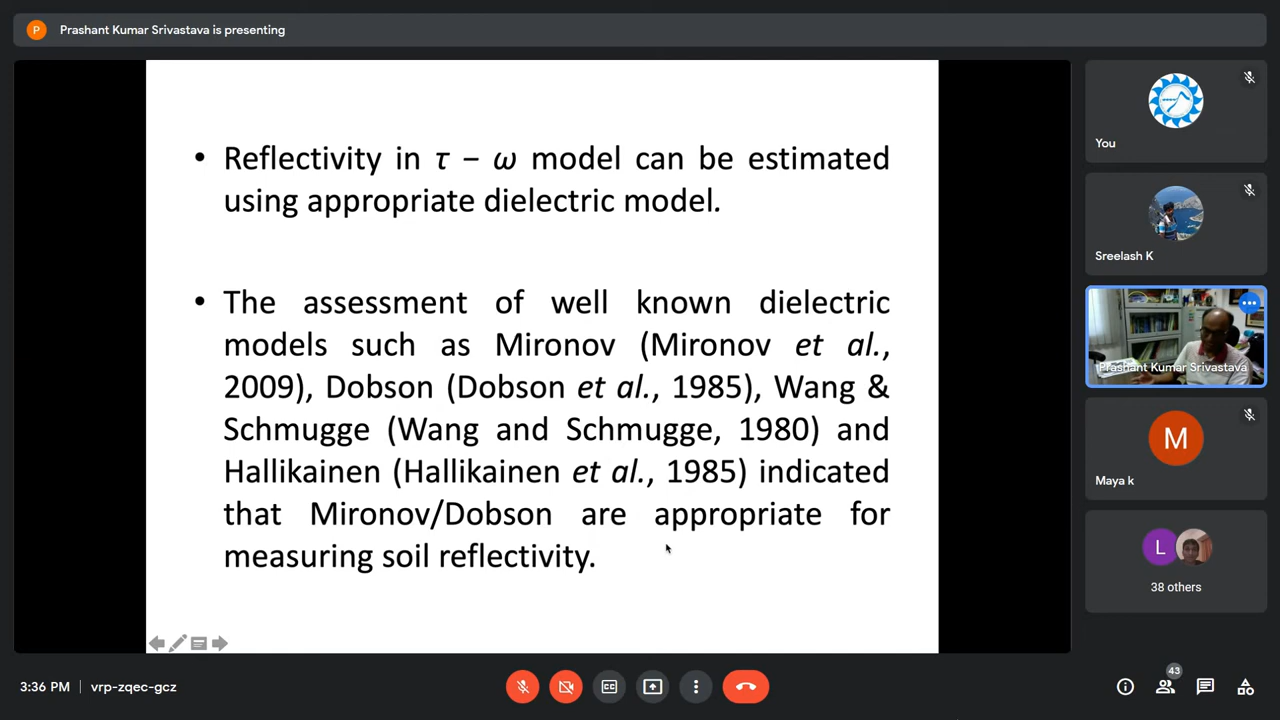 P
Prashant Kumar Srivastava is presenting
• Reflectivity in τ − ω model can be estimated
using appropriate dielectric model.
• The assessment of well known dielectric
models such as Mironov (Mironov et al.,
2009), Dobson (Dobson et al., 1985), Wang &
Schmugge (Wang and Schmugge, 1980) and
Hallikainen (Hallikainen et al., 1985) indicated
that Mironov/Dobson are appropriate for
measuring soil reflectivity.
You
Sreelash K
Prashant Kumar Srivastava
M
Maya k
L
38 others
3:36 PM | vrp-zqec-gcz
CC
43